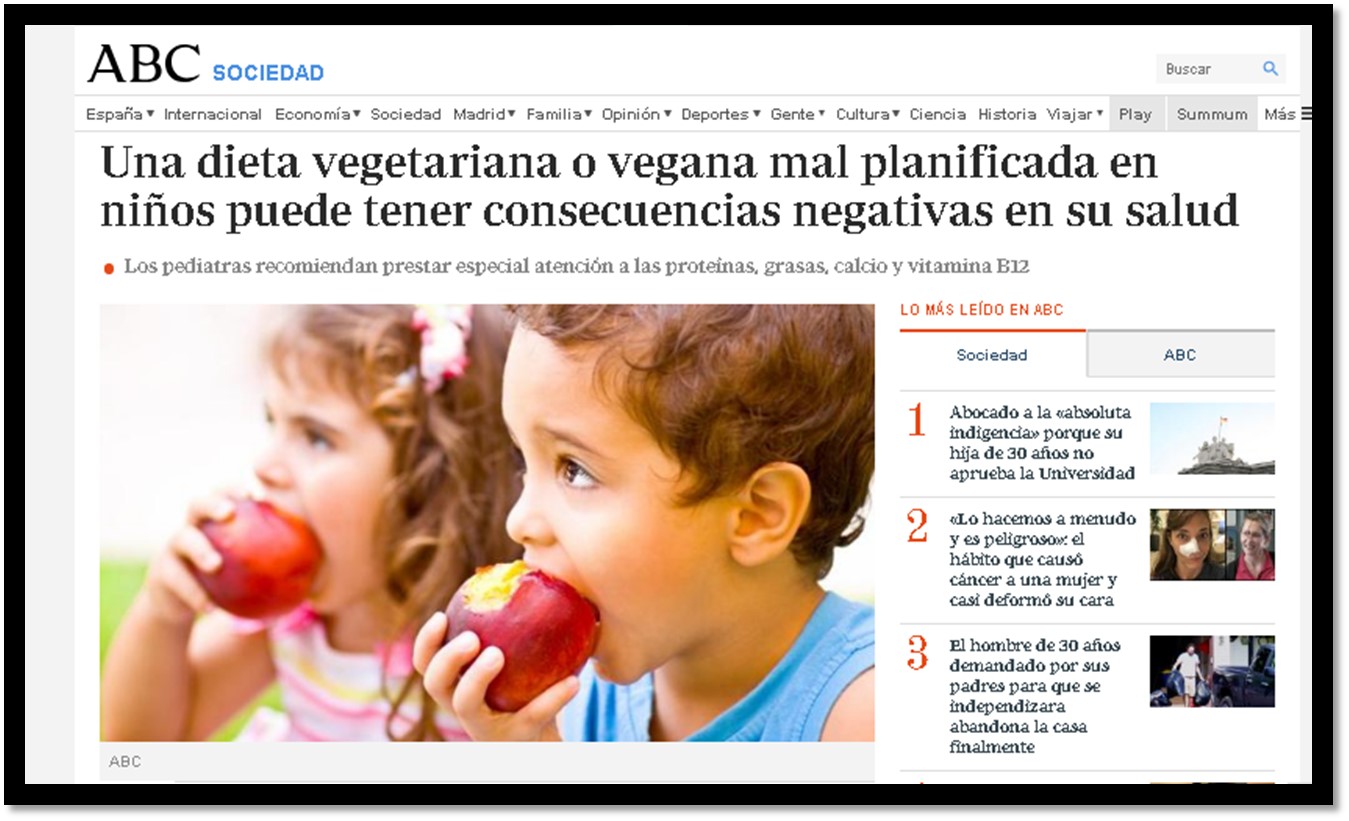 ABC SOCIEDAD
Buscar
España Internacional Economía Sociedad Madrid Familia Opinión Deportes Gente Cultura Ciencia Historia Viajar Play Summum Más
Una dieta vegetariana o vegana mal planificada en
niños puede tener consecuencias negativas en su salud
Los pediatras recomiendan prestar especial atención a las proteínas, grasas, calcio y vitamina B12
ABC
LO MÁS LEÍDO EN ABC
Sociedad ABC
1
Abogado a la «absoluta
indigencia» porque su
hija de 30 años no
aprueba la Universidad
2
«Lo hacemos a menudo
y es peligroso»: el
hábito que causó
cáncer a una mujer y
casi deformó su cara
3
El hombre de 30 años
demandado por sus
padres para que se
independizara
abandona la casa
finalmente